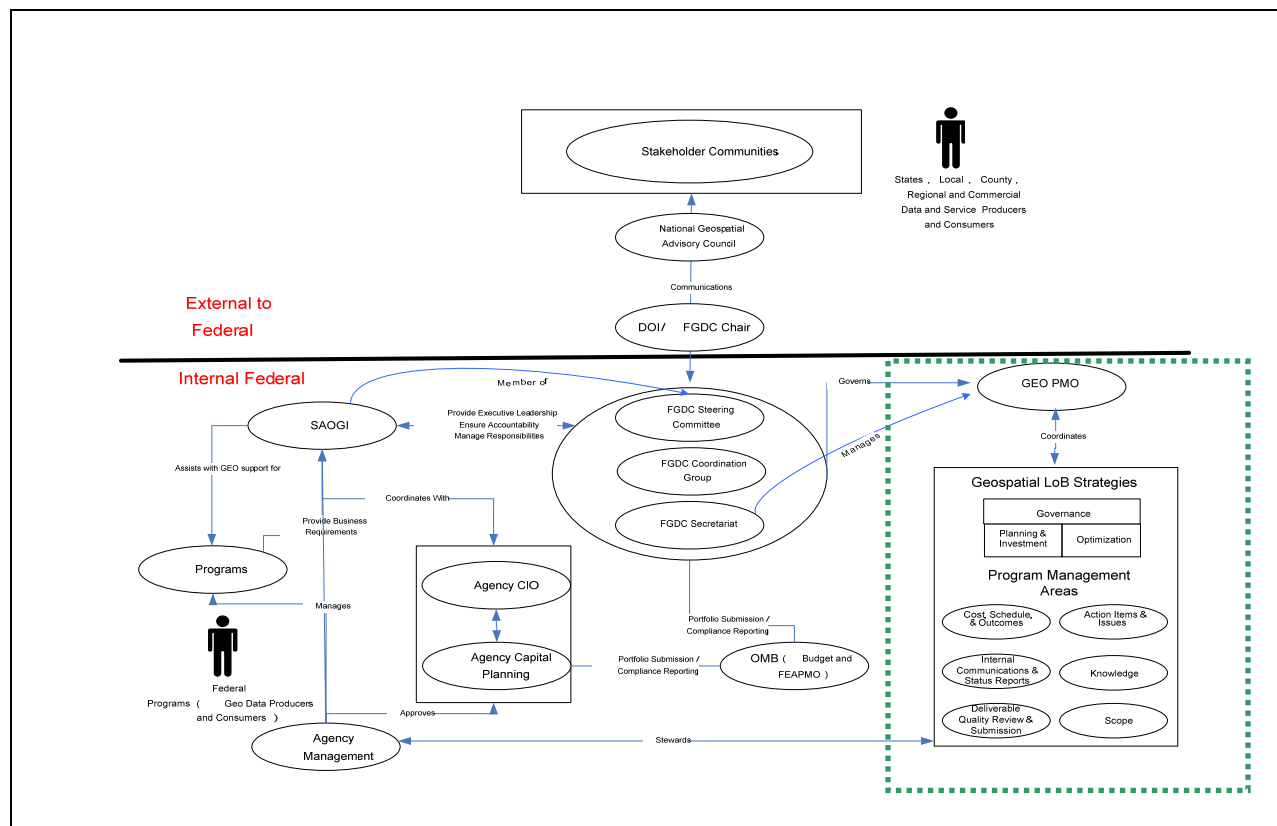 Stakeholder Communities
States, Local, County,
Regional and Commercial
Data and Service Producers
and Consumers
National Geospatial
Advisory Council
Communications
External to
Federal
DOI/ FGDC Chair
Internal Federal
Member of
Governs
GEO PMO
SAOGI
Provide Executive Leadership
Ensure Accountability
Manage Responsibilities
FGDC Steering
Committee
Manages
Coordinates
Assists with GEO support for
FGDC Coordination
Group
Geospatial LoB Strategies
Coordinates With
Governance
Provide Business
Requirements
FGDC Secretariat
Planning &
Investment
Optimization
Programs
Agency CIO
Program Management
Areas
Manages
Cost, Schedule,
& Outcomes
Action Items &
Issues
Portfolio Submission /
Compliance Reporting
Agency Capital
Planning
Portfolio Submission /
Compliance Reporting
OMB ( Budget and
FEAPMO)
Internal
Communications &
Status Reports
Knowledge
Federal
Programs ( Geo Data Producers
and Consumers )
Approves
Deliverable
Quality Review &
Submission
Scope
Agency
Management
Stewards